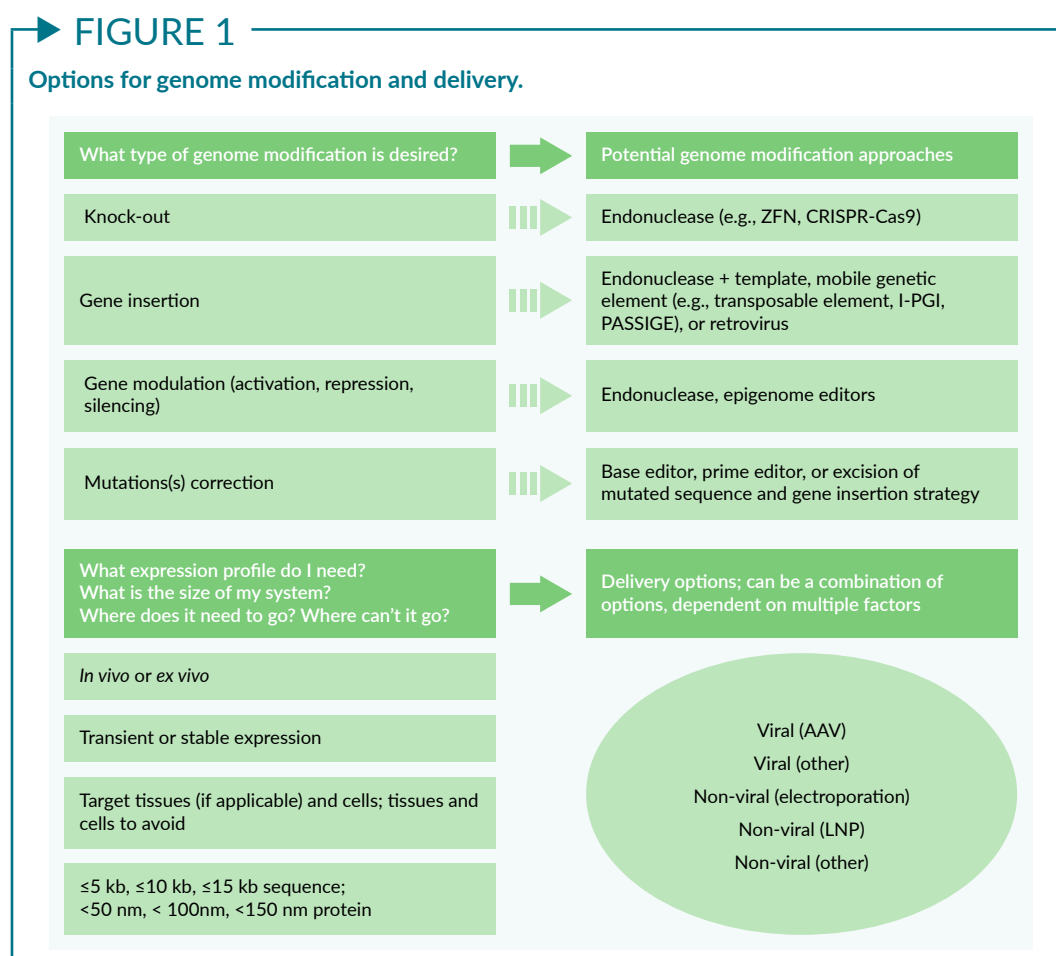 FIGURE 1
Options for genome modification and delivery.
What type of genome modification is desired?
Potential genome modification approaches
Knock-out
Endonuclease (e.g., ZFN, CRISPR-Cas9)
Gene insertion
Endonuclease + template, mobile genetic
element (e.g., transposable element, I-PGI,
PASSIGE), or retrovirus
Gene modulation (activation, repression,
silencing)
Endonuclease, epigenome editors
Mutations(s) correction
Base editor, prime editor, or excision of
mutated sequence and gene insertion strategy
What expression profile do I need?
What is the size of my system?
Where does it need to go? Where can't it go?
Delivery options; can be a combination of
options, dependent on multiple factors
In vivo or ex vivo
Transient or stable expression
Target tissues (if applicable) and cells; tissues and
cells to avoid
≤5 kb, ≤10 kb, ≤15 kb sequence;
<50 nm, < 100nm, <150 nm protein
Viral (AAV)
Viral (other)
Non-viral (electroporation)
Non-viral (LNP)
Non-viral (other)